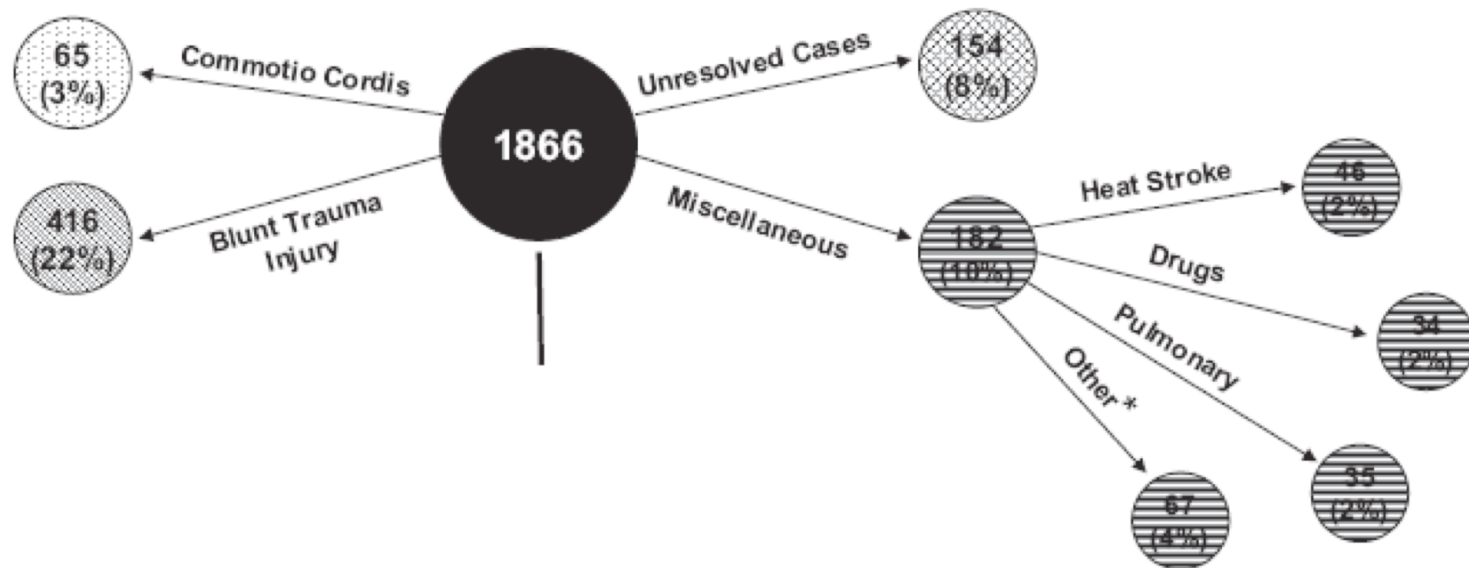 65
(3%)
Commotio Cordis
1866
Unresolved Cases
154
(8%)
416
(22%)
Blunt Trauma
Injury
Miscellaneous
182
(10%)
Heat Stroke
46
(2%)
Drugs
34
(2%)
Pulmonary
35
(2%)
Other *
67
(4%)